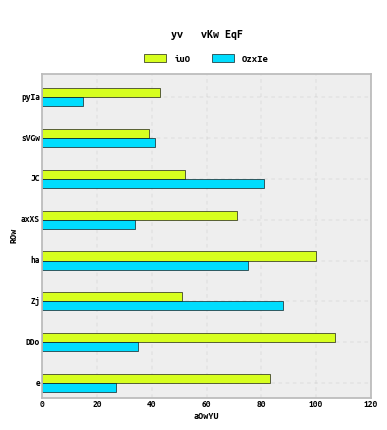 yv vKw EqF
iuO OzxIe
pyIa
sVGw
JC
axXS
ha
Zj
DDo
e
ROw
0 20 40 60 80 100 120
aDwYU